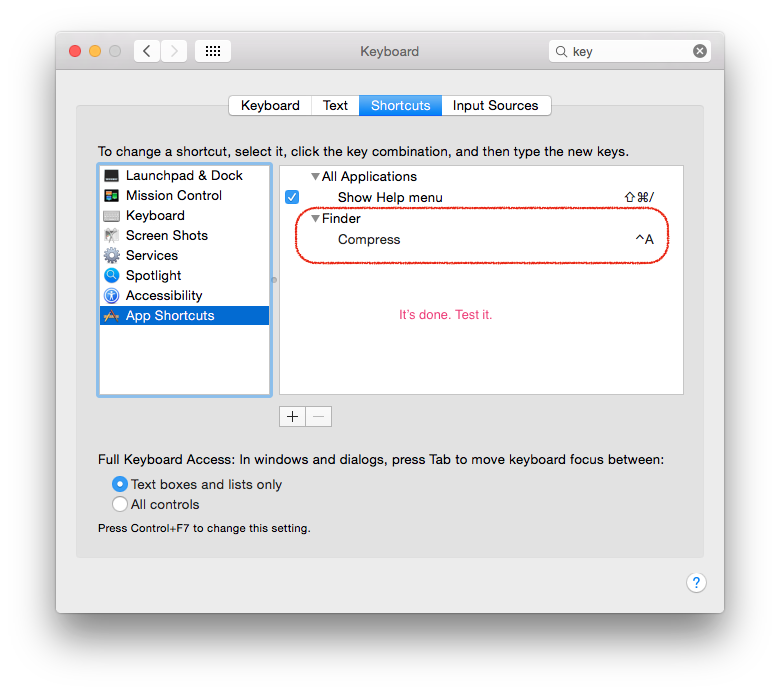 Keyboard
key
Keyboard Text Shortcuts Input Sources
To change a shortcut, select it, click the key combination, and then type the new keys.
Launchpad & Dock
Mission Control
Keyboard
Screen Shots
Services
Spotlight
Accessibility
App Shortcuts
All Applications
Show Help menu ⇧⌘/
Finder
Compress ^A
It's done. Test it.
Full Keyboard Access: In windows and dialogs, press Tab to move keyboard focus between:
Text boxes and lists only
All controls
Press Control+F7 to change this setting.
?